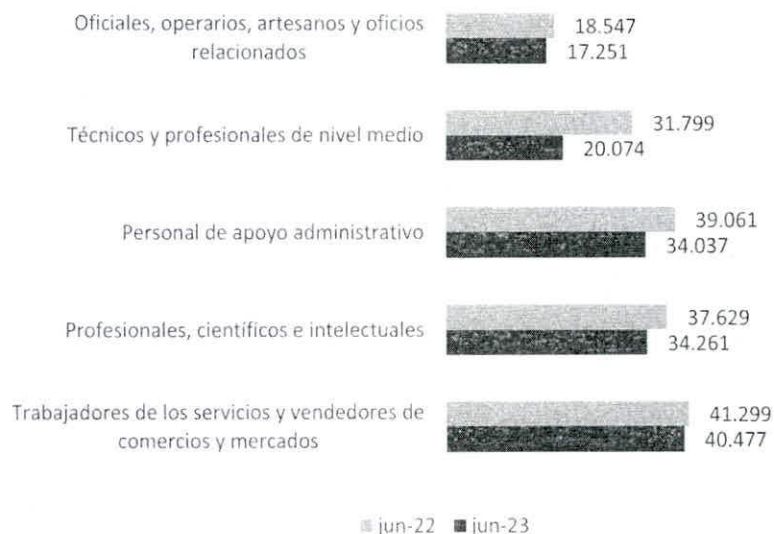 Oficiales, operarios, artesanos y oficios
relacionados
18.547
17.251
Técnicos y profesionales de nivel medio
31.799
20.074
Personal de apoyo administrativo
39.061
34.037
Profesionales, científicos e intelectuales
37.629
34.261
Trabajadores de los servicios y vendedores de
comercios y mercados
41.299
40.477
jun-22 jun-23